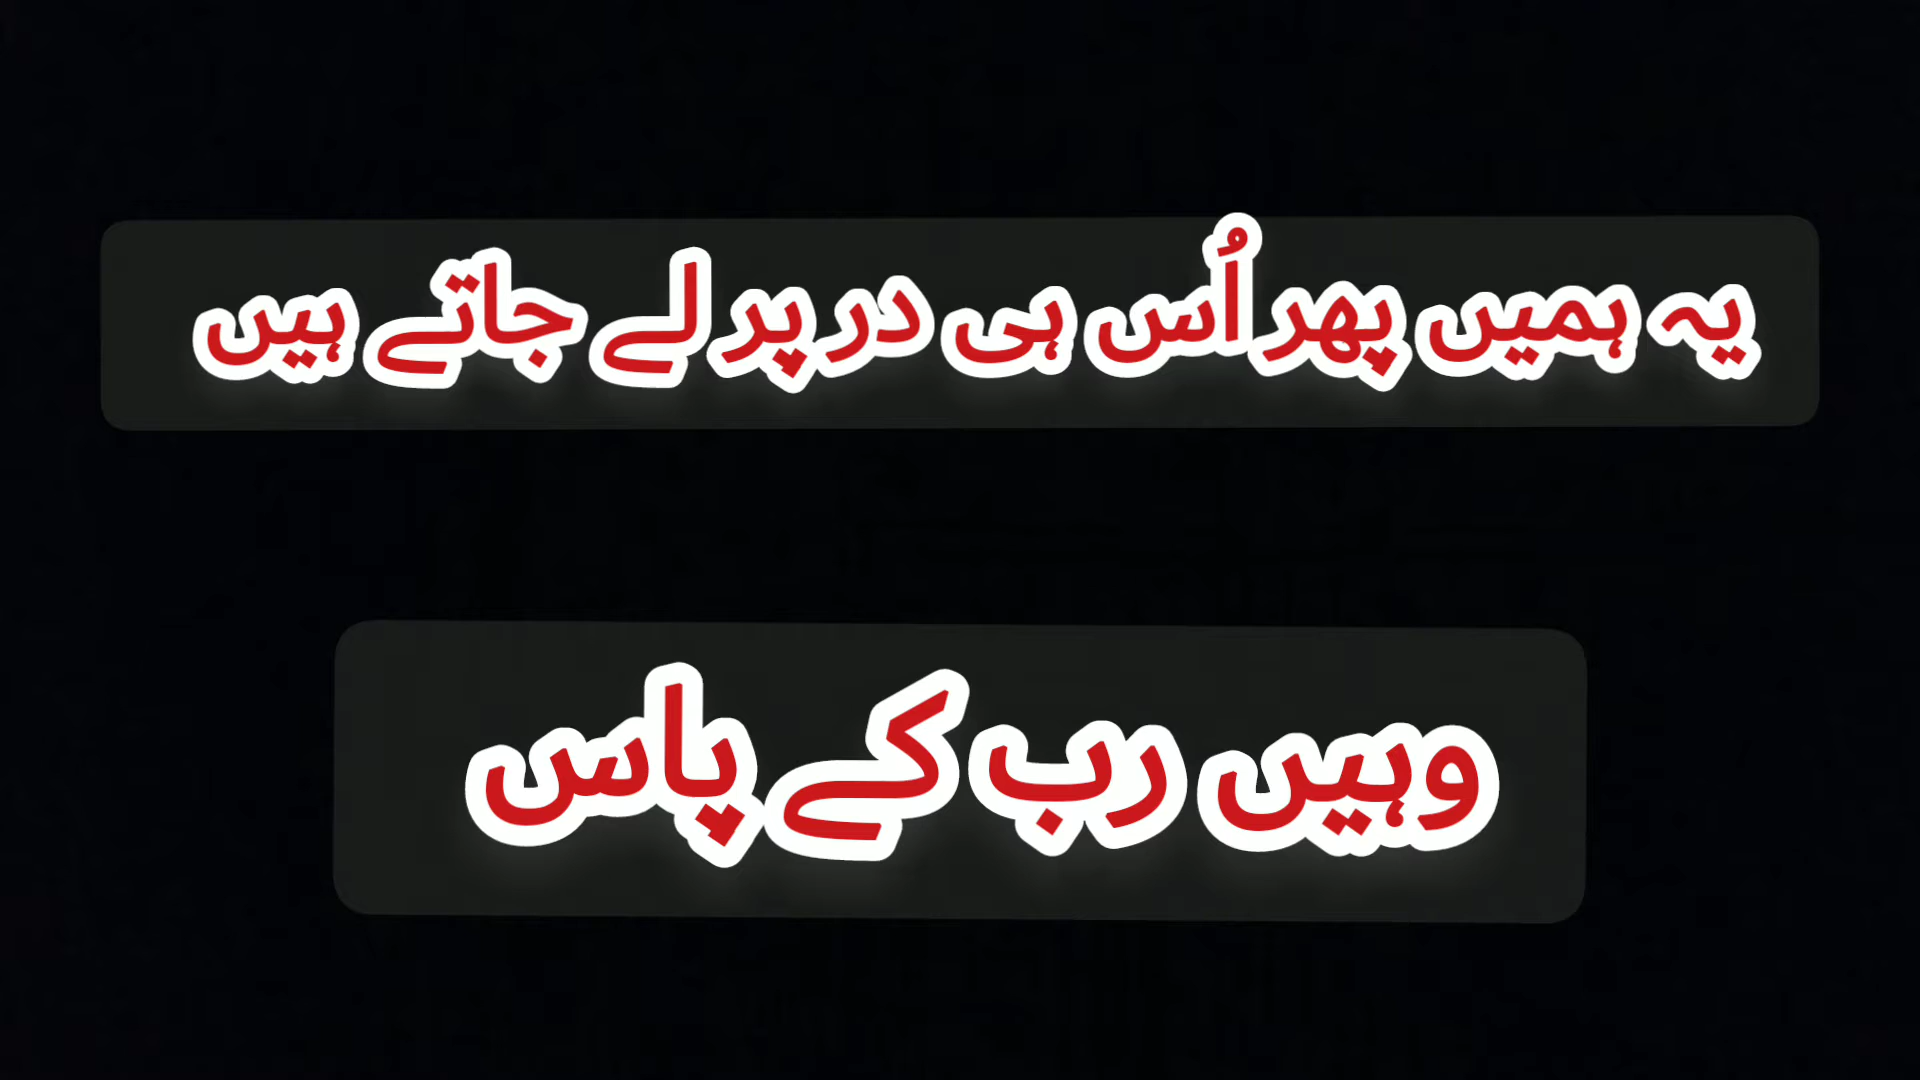 یہ ہمیں پھر اُس ہی در پر لے جاتے ہیں
وہیں رب کے پاس